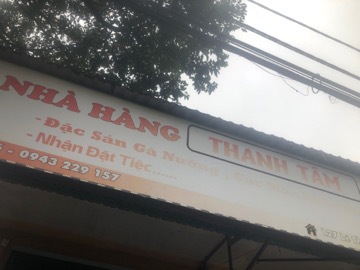 NHÀ HÀNG THANH TÂM
- Đặc Sản Gà Nướng,
- Nhận Đặt Tiệc......
- 0943 229 157